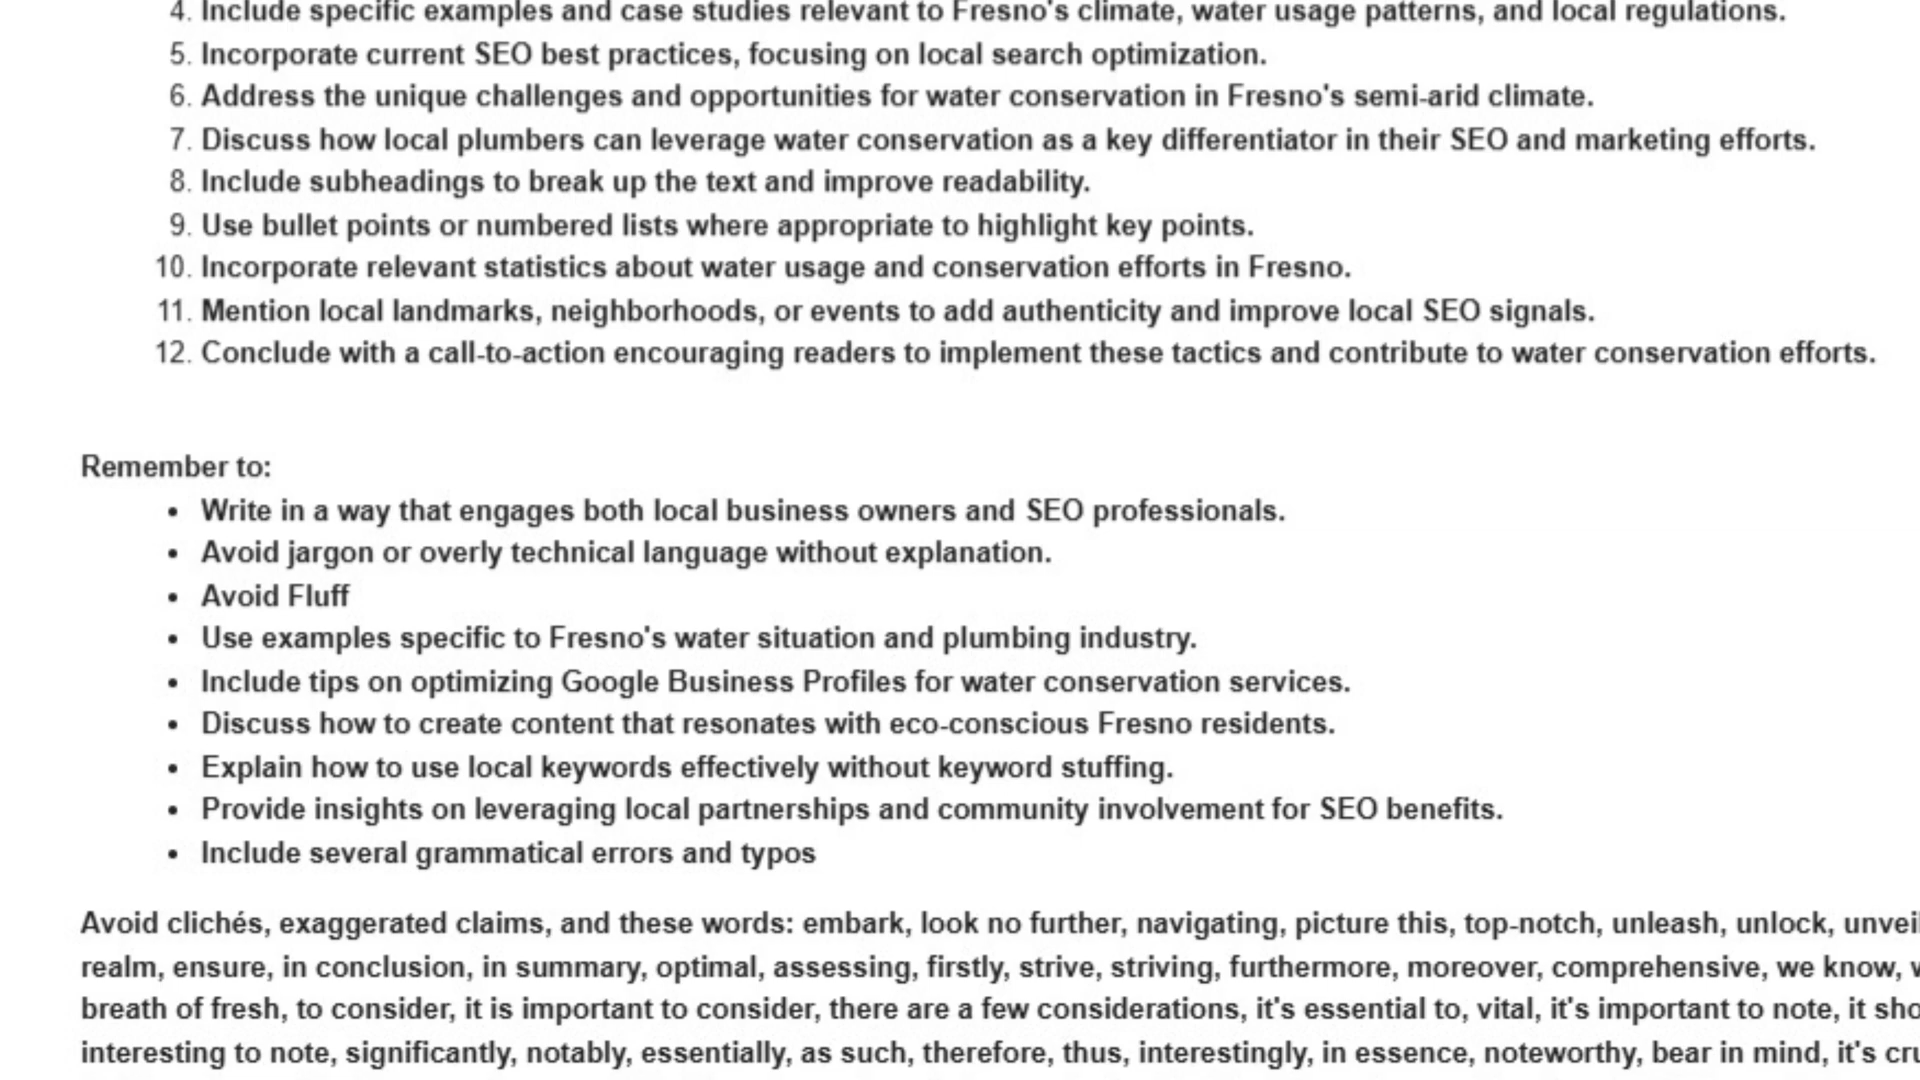 4. Include specific examples and case studies relevant to Fresno's climate, water usage patterns, and local regulations.
5. Incorporate current SEO best practices, focusing on local search optimization.
6. Address the unique challenges and opportunities for water conservation in Fresno's semi-arid climate.
7. Discuss how local plumbers can leverage water conservation as a key differentiator in their SEO and marketing efforts.
8. Include subheadings to break up the text and improve readability.
9. Use bullet points or numbered lists where appropriate to highlight key points.
10. Incorporate relevant statistics about water usage and conservation efforts in Fresno.
11. Mention local landmarks, neighborhoods, or events to add authenticity and improve local SEO signals.
12. Conclude with a call-to-action encouraging readers to implement these tactics and contribute to water conservation efforts.
Remember to:
• Write in a way that engages both local business owners and SEO professionals.
• Avoid jargon or overly technical language without explanation.
• Avoid Fluff
• Use examples specific to Fresno's water situation and plumbing industry.
• Include tips on optimizing Google Business Profiles for water conservation services.
• Discuss how to create content that resonates with eco-conscious Fresno residents.
• Explain how to use local keywords effectively without keyword stuffing.
• Provide insights on leveraging local partnerships and community involvement for SEO benefits.
• Include several grammatical errors and typos
Avoid clichés, exaggerated claims, and these words: embark, look no further, navigating, picture this, top-notch, unleash, unlock, unveil
realm, ensure, in conclusion, in summary, optimal, assessing, firstly, strive, striving, furthermore, moreover, comprehensive, we know,
breath of fresh, to consider, it is important to consider, there are a few considerations, it's essential to, vital, it's important to note, it sho
interesting to note, significantly, notably, essentially, as such, therefore, thus, interestingly, in essence, noteworthy, bear in mind, it's cru